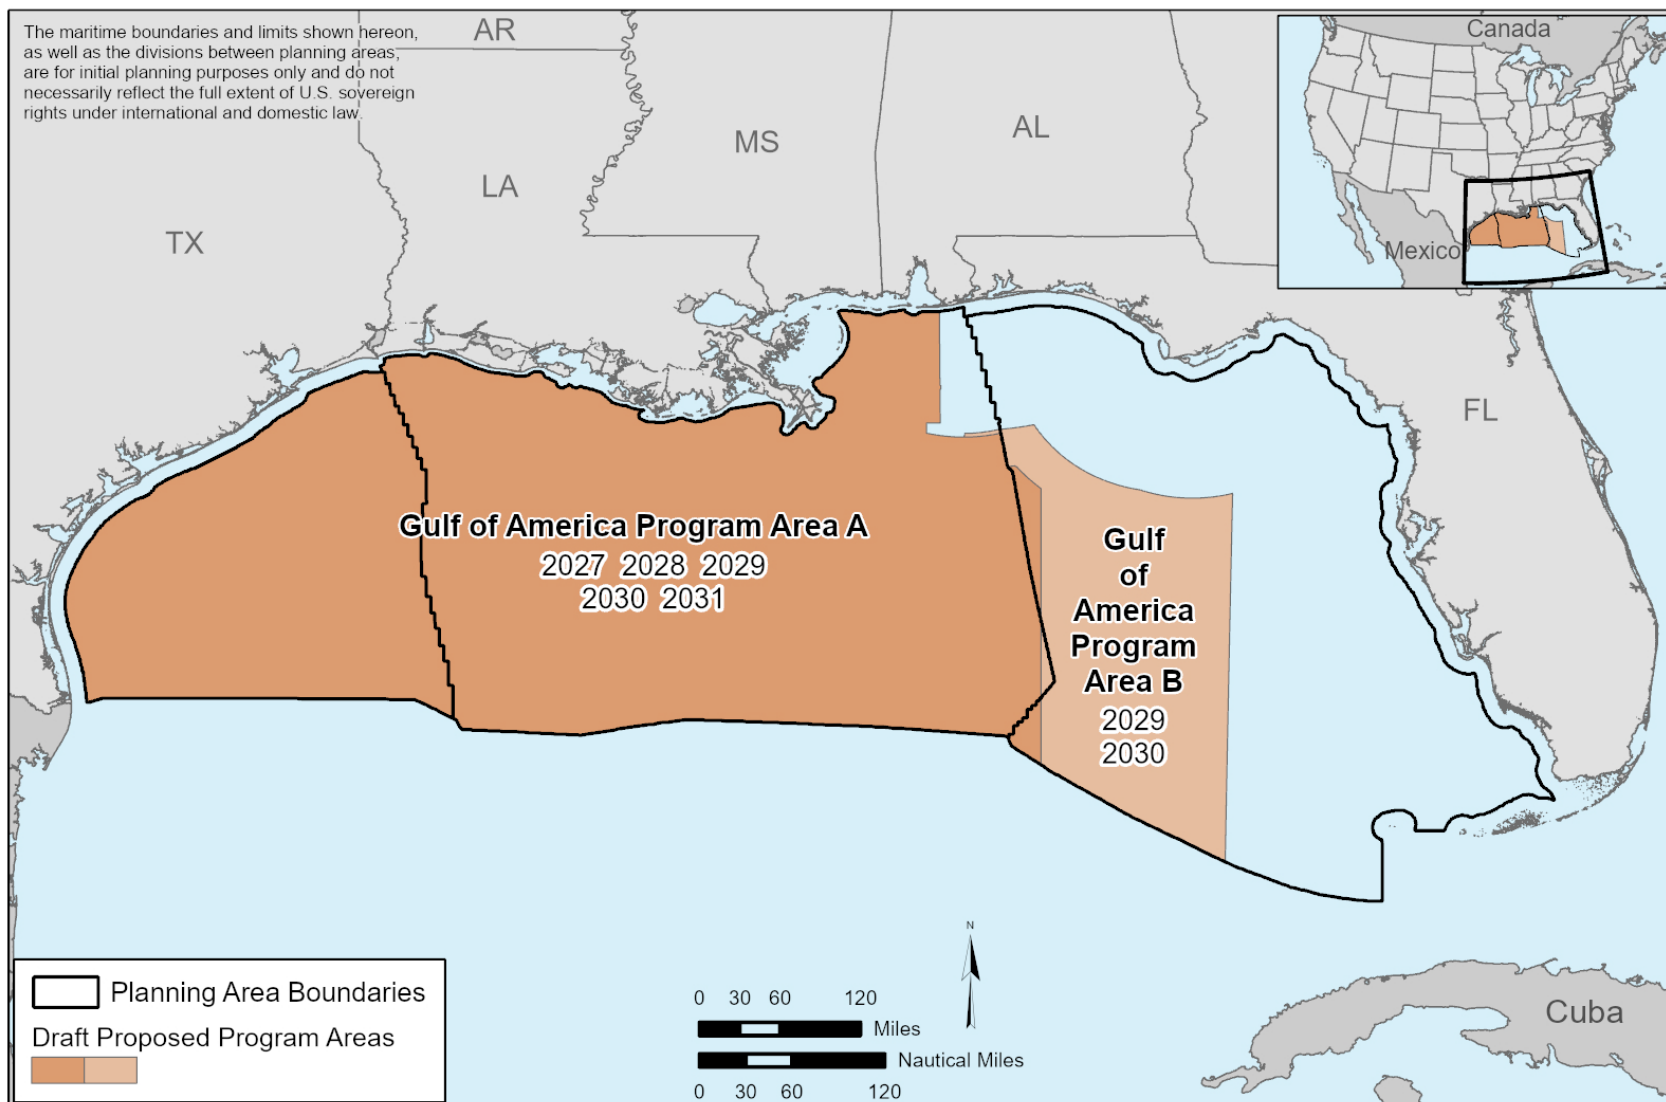 The maritime boundaries and limits shown hereon,
as well as the divisions between planning areas,
are for initial planning purposes only and do not
necessarily reflect the full extent of U.S. sovereign
rights under international and domestic law.
AR
MS
AL
LA
TX
FL
Canada
Mexico
Gulf of America Program Area A
2027 2028 2029
2030 2031
Gulf
of
America
Program
Area B
2029
2030
Planning Area Boundaries
Draft Proposed Program Areas
N
0 30 60 120
Miles
Nautical Miles
0 30 60 120
Cuba